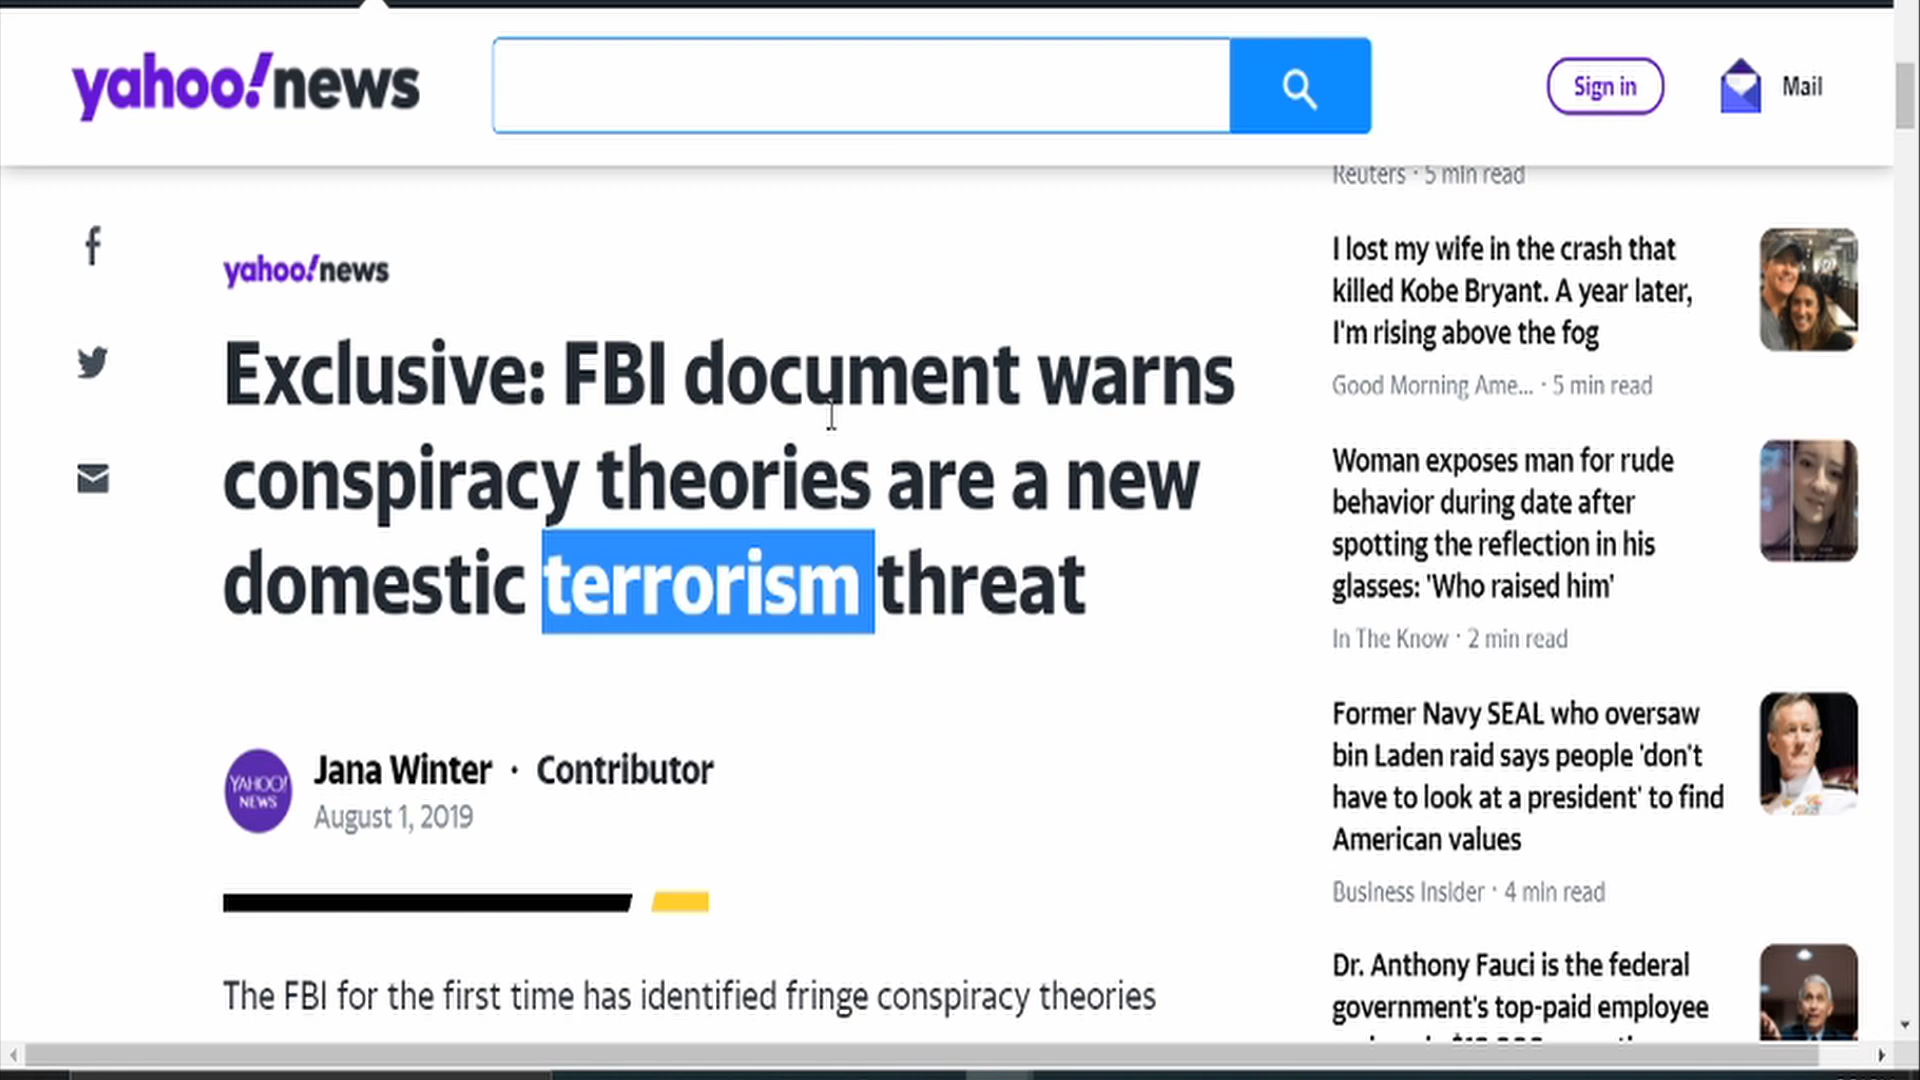 yahoo!news
Sign in
Mail
Reuters · 5 min read
yahoo!news
Exclusive: FBI document warns
conspiracy theories are a new
domestic terrorism threat
YAHOO!
NEWS
Jana Winter · Contributor
August 1, 2019
The FBI for the first time has identified fringe conspiracy theories
I lost my wife in the crash that
killed Kobe Bryant. A year later,
I'm rising above the fog
Good Morning Ame... · 5 min read
Woman exposes man for rude
behavior during date after
spotting the reflection in his
glasses: 'Who raised him'
In The Know · 2 min read
Former Navy SEAL who oversaw
bin Laden raid says people 'don't
have to look at a president' to find
American values
Business Insider · 4 min read
Dr. Anthony Fauci is the federal
government's top-paid employee